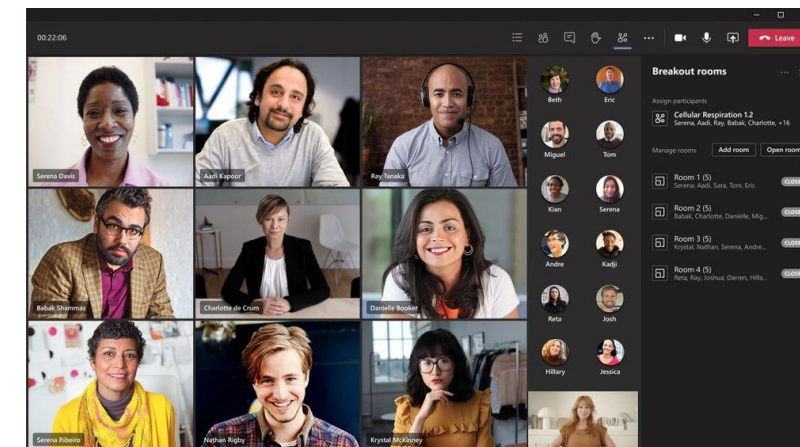 00:22:06
Leave
Serena Davis
Aadi Kapoor
Ray Tanaka
Babak Shammas
Charlotte de Crum
Danielle Booker
Serena Ribeiro
Nathan Rigby
Krystal McKinney
Beth
Eric
Miguel
Tom
Kian
Serena
Andre
Kadji
Reta
Josh
Hillary
Jessica
Breakout rooms
Assign participants
Cellular Respiration 1.2
Serena, Aadi, Ray, Babak, Charlotte, +16
Manage rooms
Add room
Open room
Room 1 (5)
Serena, Aadi, Sara, Tom, Eric
CLOSE
Room 2 (5)
Babak, Charlotte, Danielle, Mig...
CLOSE
Room 3 (5)
Krystal, Nathan, Serena, Andre...
CLOSE
Room 4 (5)
Reta, Ray, Joshua, Darren, Hilla...
CLOSE